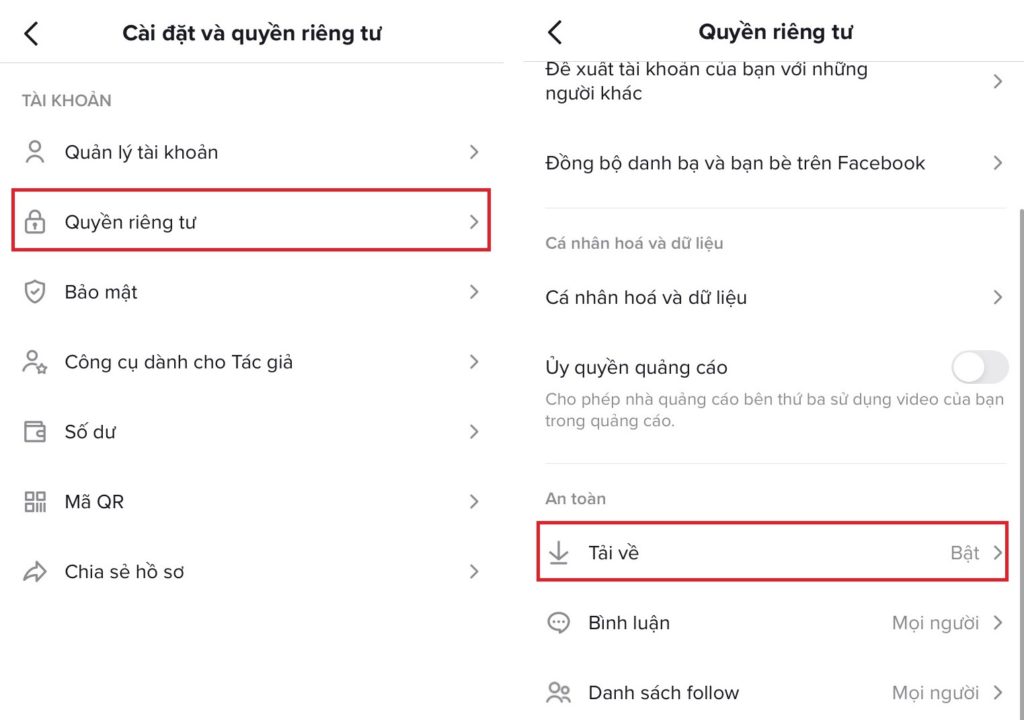 Cài đặt và quyền riêng tư
TÀI KHOẢN
Quản lý tài khoản
Quyền riêng tư
Bảo mật
Công cụ dành cho Tác giả
Số dư
Mã QR
Chia sẻ hồ sơ
Quyền riêng tư
Đề xuất tài khoản của bạn với những
người khác
Đồng bộ danh bạ và bạn bè trên Facebook
Cá nhân hoá và dữ liệu
Cá nhân hoá và dữ liệu
Ủy quyền quảng cáo
Cho phép nhà quảng cáo bên thứ ba sử dụng video của bạn
trong quảng cáo.
An toàn
Tải về Bật
Bình luận Mọi người
Danh sách follow Mọi người